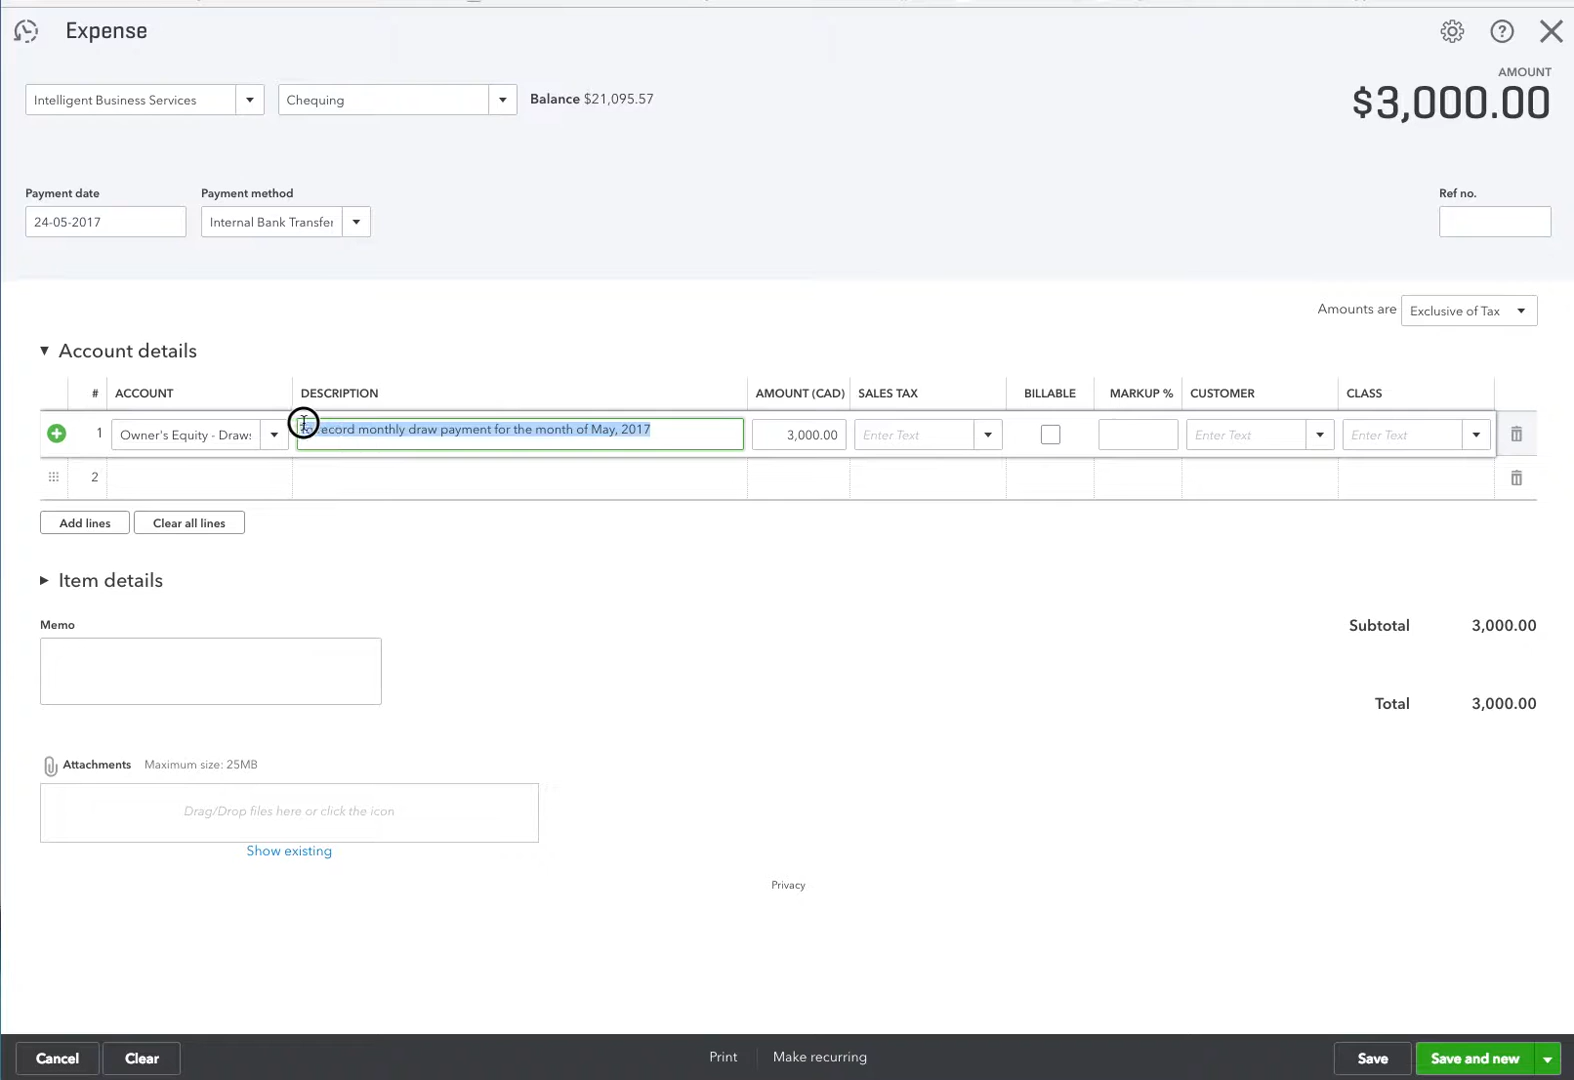 Expense
AMOUNT
$3,000.00
Intelligent Business Services
Chequing
Balance $21,095.57
Payment date
Payment method
Ref no.
24-05-2017
Internal Bank Transfer
Amounts are Exclusive of Tax
Account details
# ACCOUNT DESCRIPTION AMOUNT (CAD) SALES TAX BILLABLE MARKUP % CUSTOMER CLASS
1 Owner's Equity - Draws record monthly draw payment for the month of May, 2017 3,000.00 Enter Text Enter Text Enter Text
2
Add lines Clear all lines
Item details
Memo
Subtotal 3,000.00
Total 3,000.00
Attachments Maximum size: 25MB
Drag/Drop files here or click the icon
Show existing
Privacy
Cancel Clear Print Make recurring Save Save and new